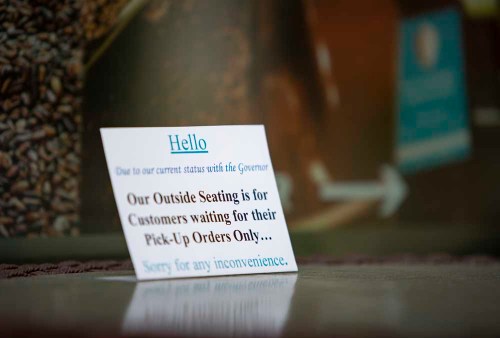 Hello
Due to our current status with the Governor
Our Outside Seating is for
Customers waiting for their
Pick-Up Orders Only...
Sorry for any inconvenience.